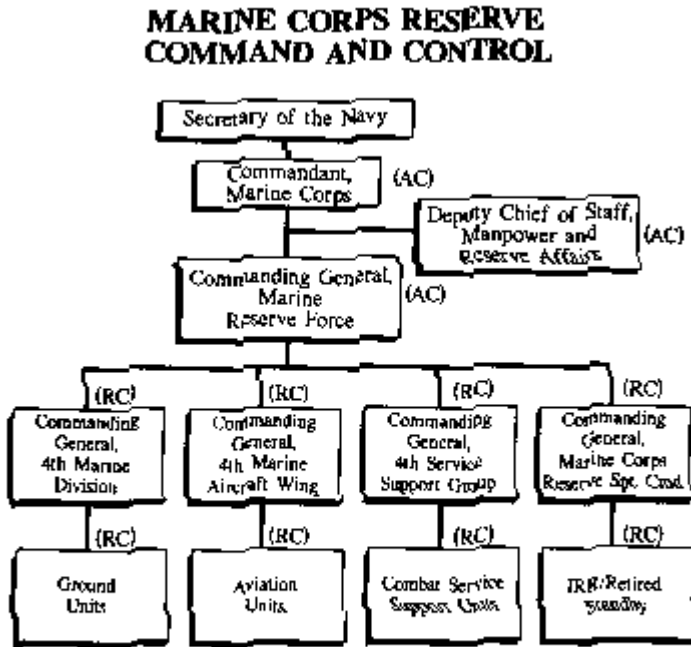 MARINE CORPS RESERVE
COMMAND AND CONTROL
Secretary of the Navy
Commandant,
Marine Corps
(AC)
Deputy Chief of Staff,
Manpower and
Reserve Affairs
(AC)
Commanding General,
Marine
Reserve Force
(AC)
(RC)
Commanding
General,
4th Marine
Division
(RC)
Commanding
General,
4th Marine
Aircraft Wing
(RC)
Commanding
General,
4th Service
Support Group
(RC)
Commanding
General,
Marine Corps
Reserve Spt. Cmd.
(RC)
Ground
Units
(RC)
Aviation
Units
(RC)
Combat Service
Support Units
(RC)
IRR/Retired
Standby